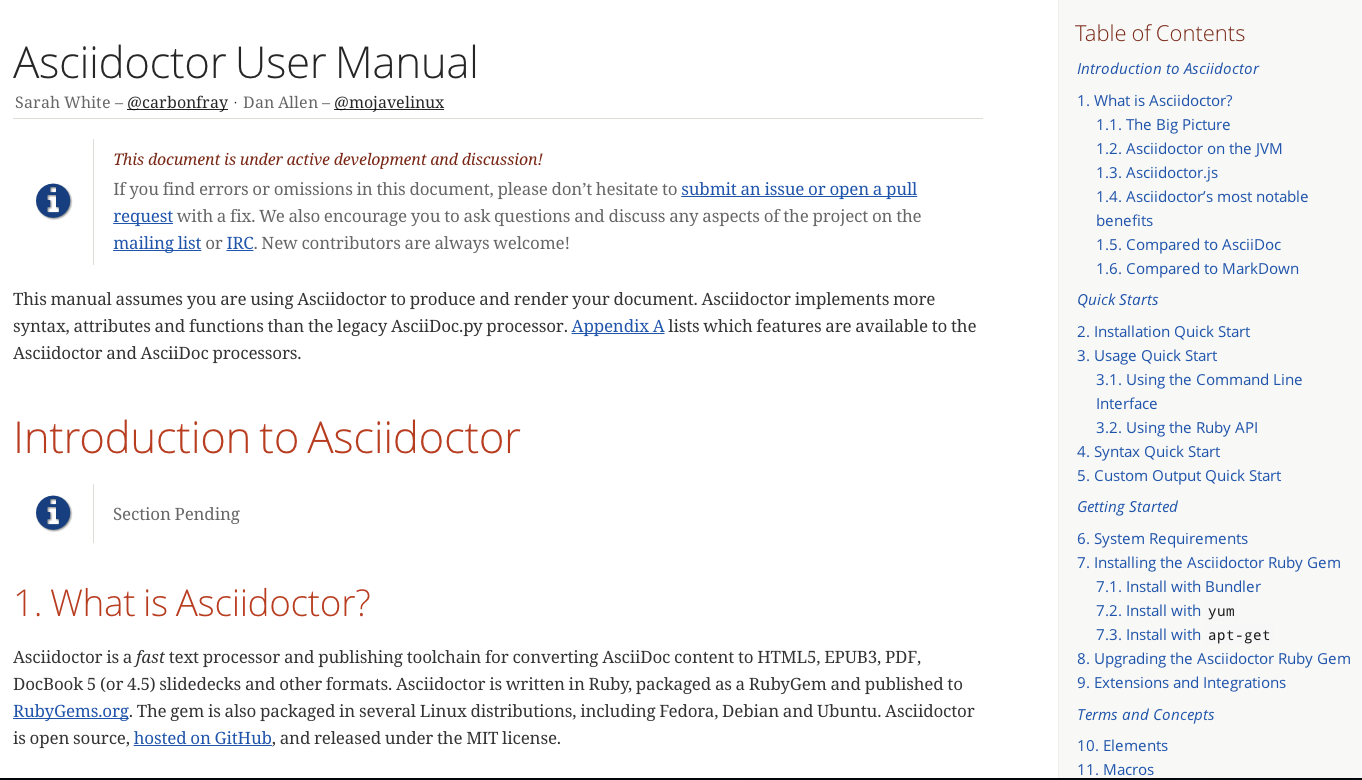 Asciidoctor User Manual
Sarah White – @carbonfray · Dan Allen – @mojavelinux
This document is under active development and discussion!
If you find errors or omissions in this document, please don’t hesitate to submit an issue or open a pull
request with a fix. We also encourage you to ask questions and discuss any aspects of the project on the
mailing list or IRC. New contributors are always welcome!
This manual assumes you are using Asciidoctor to produce and render your document. Asciidoctor implements more
syntax, attributes and functions than the legacy AsciiDoc.py processor. Appendix A lists which features are available to the
Asciidoctor and AsciiDoc processors.
Introduction to Asciidoctor
Section Pending
1. What is Asciidoctor?
Asciidoctor is a fast text processor and publishing toolchain for converting AsciiDoc content to HTML5, EPUB3, PDF,
DocBook 5 (or 4.5) slidedecks and other formats. Asciidoctor is written in Ruby, packaged as a RubyGem and published to
RubyGems.org. The gem is also packaged in several Linux distributions, including Fedora, Debian and Ubuntu. Asciidoctor
is open source, hosted on GitHub, and released under the MIT license.
Table of Contents
Introduction to Asciidoctor
1. What is Asciidoctor?
1.1. The Big Picture
1.2. Asciidoctor on the JVM
1.3. Asciidoctor.js
1.4. Asciidoctor’s most notable
benefits
1.5. Compared to AsciiDoc
1.6. Compared to MarkDown
Quick Starts
2. Installation Quick Start
3. Usage Quick Start
3.1. Using the Command Line
Interface
3.2. Using the Ruby API
4. Syntax Quick Start
5. Custom Output Quick Start
Getting Started
6. System Requirements
7. Installing the Asciidoctor Ruby Gem
7.1. Install with Bundler
7.2. Install with yum
7.3. Install with apt-get
8. Upgrading the Asciidoctor Ruby Gem
9. Extensions and Integrations
Terms and Concepts
10. Elements
11. Macros